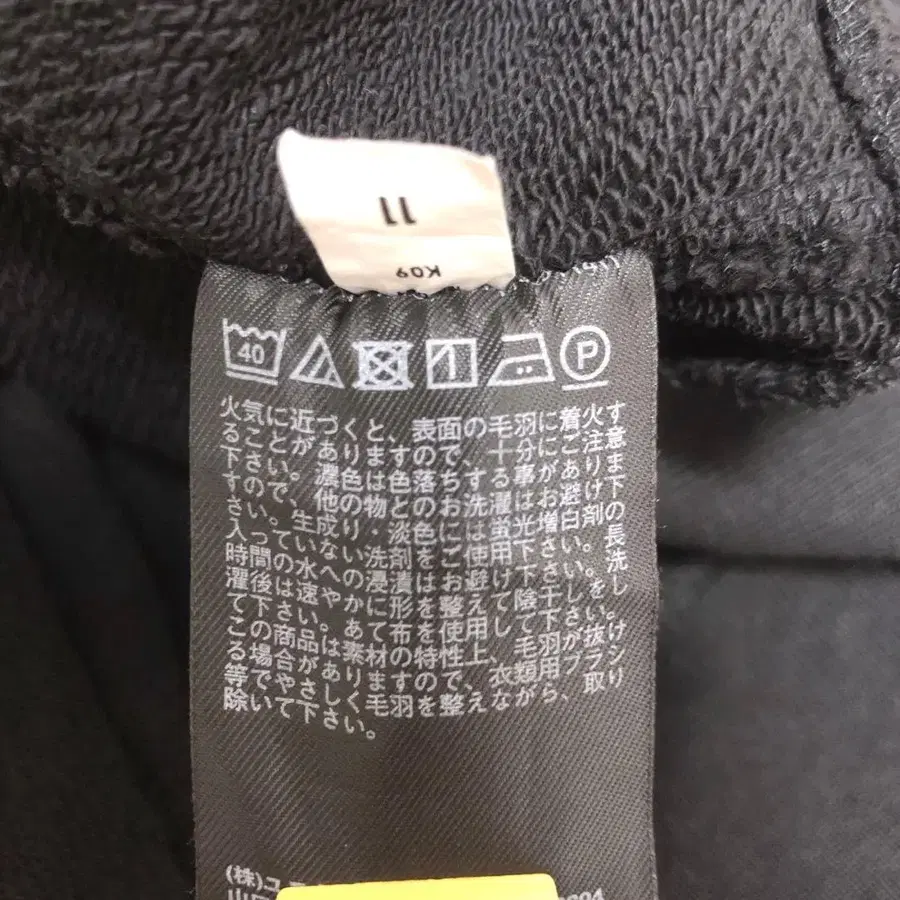 11
K09
40
P
火気に近づくと、表面の毛羽に着火す
ることがありますので、十分にご注意
下さい。濃色は色落ちする事がありま
すので、他の物とのお洗濯はお避け下
さい。生成り・淡色には蛍光増白剤の
入っていない洗剤をご使用下さい。長
時間の水への浸漬はお避け下さい。洗
濯後は速やかに形を整えて陰干しし
て下さい。あて布を使用して下さい。
この商品は素材の特性上、毛羽が抜け
る場合がありますので、衣類用ブラシ
等でやさしく毛羽を整えながら、取り
除いて下さい。
(株)ユ